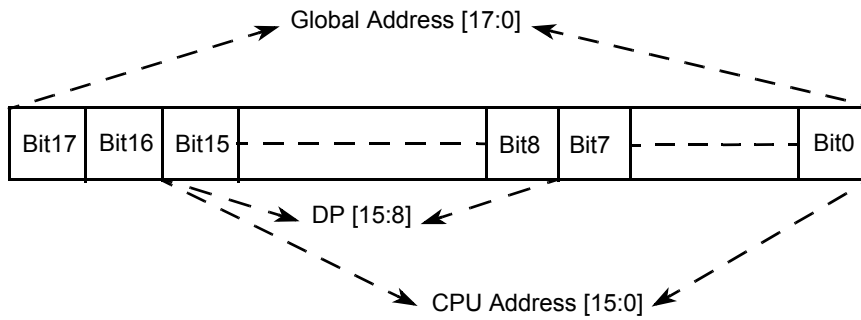 Global Address [17:0]
Bit17 Bit16 Bit15 Bit8 Bit7 Bit0
DP [15:8]
CPU Address [15:0]